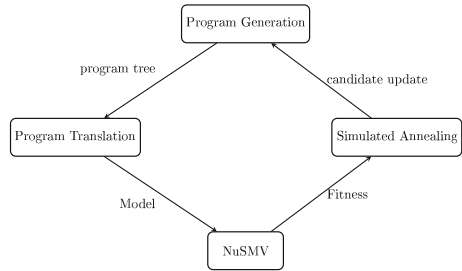 Program Generation
program tree
candidate update
Program Translation
Simulated Annealing
Model
Fitness
NuSMV